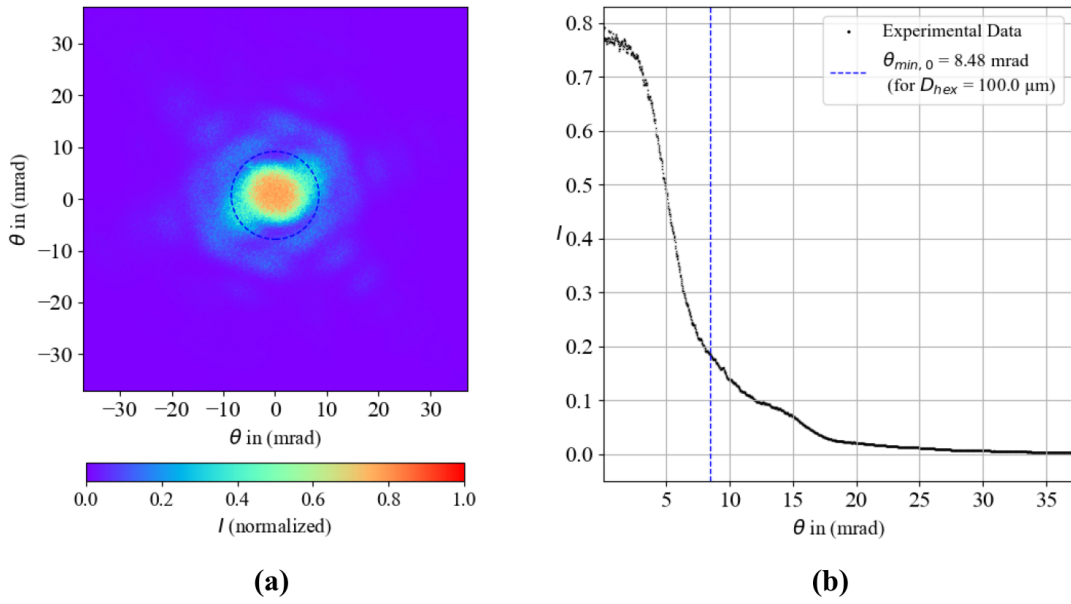 30
20
10
0
−10
−20
−30
θ in (mrad)
−30 −20 −10 0 10 20 30
θ in (mrad)
0.0 0.2 0.4 0.6 0.8 1.0
I (normalized)
(a)
0.8
0.7
0.6
0.5
0.4
0.3
0.2
0.1
0.0
I
Experimental Data
θmin, 0 = 8.48 mrad
(for Dhex = 100.0 µm)
5 10 15 20 25 30 35
θ in (mrad)
(b)